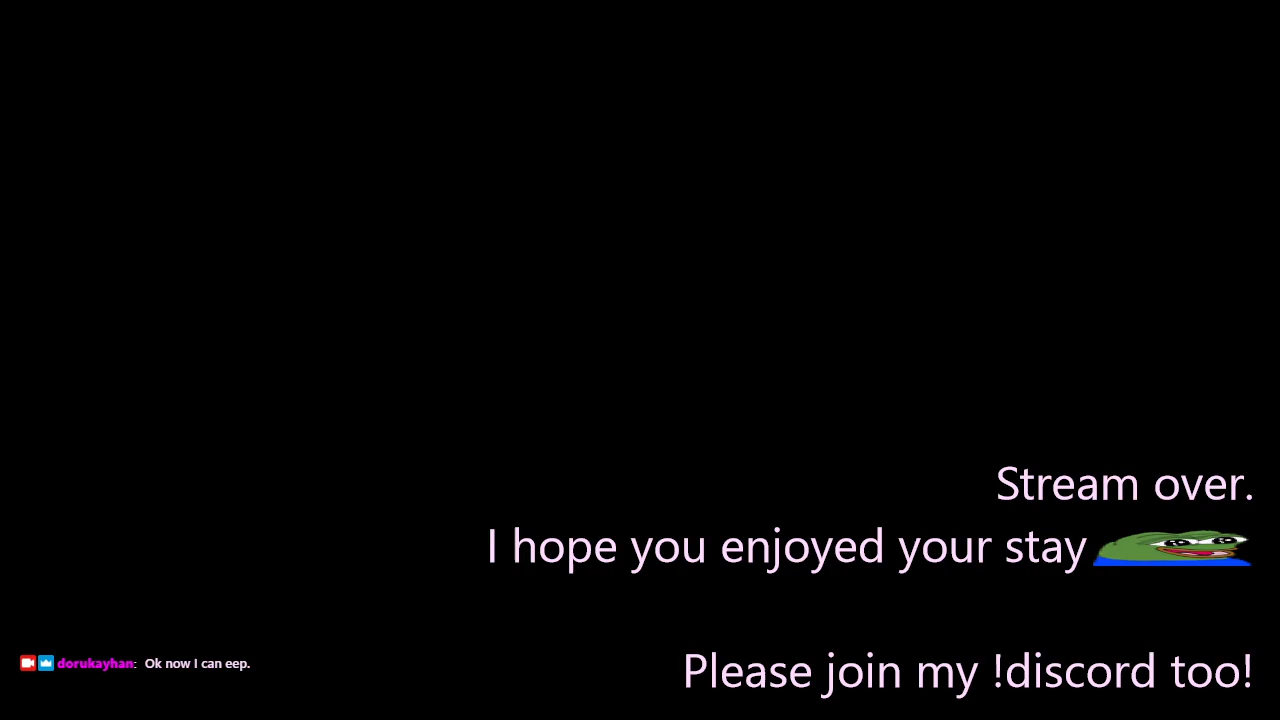 Stream over.
I hope you enjoyed your stay
dorukayhan: Ok now I can eep.
Please join my !discord too!